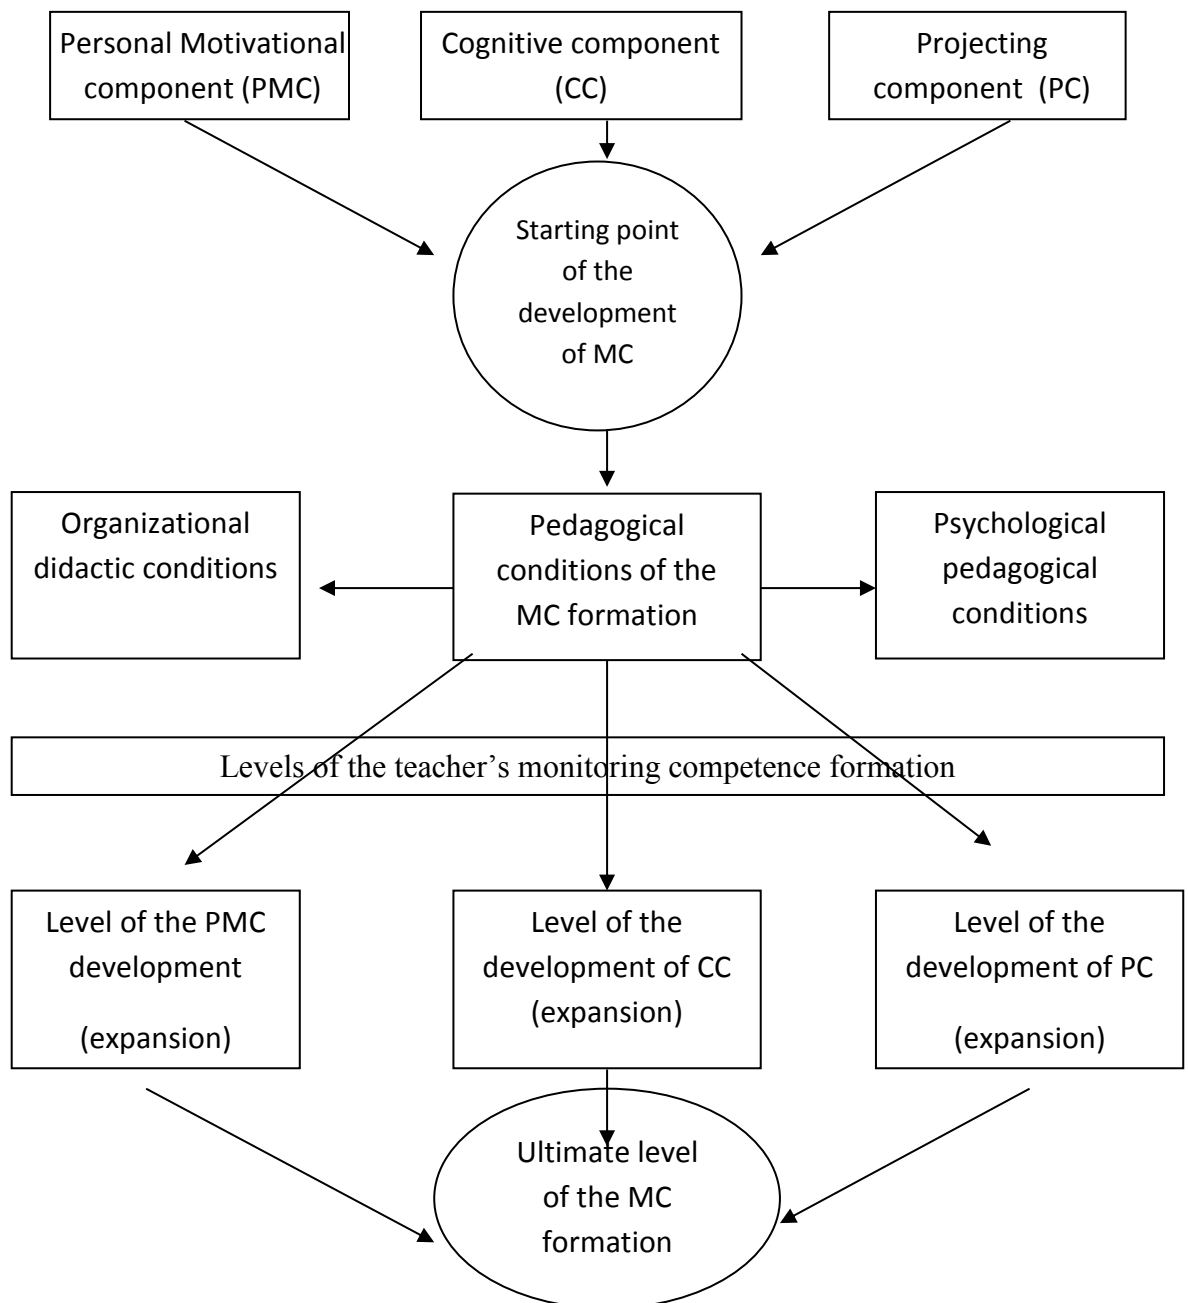 Personal Motivational
component (PMC)
Cognitive component
(CC)
Projecting
component (PC)
Starting point
of the
development
of MC
Organizational
didactic conditions
Pedagogical
conditions of the
MC formation
Psychological
pedagogical
conditions
Levels of the teacher’s monitoring competence formation
Level of the PMC
development
(expansion)
Level of the
development of CC
(expansion)
Level of the
development of PC
(expansion)
Ultimate level
of the MC
formation